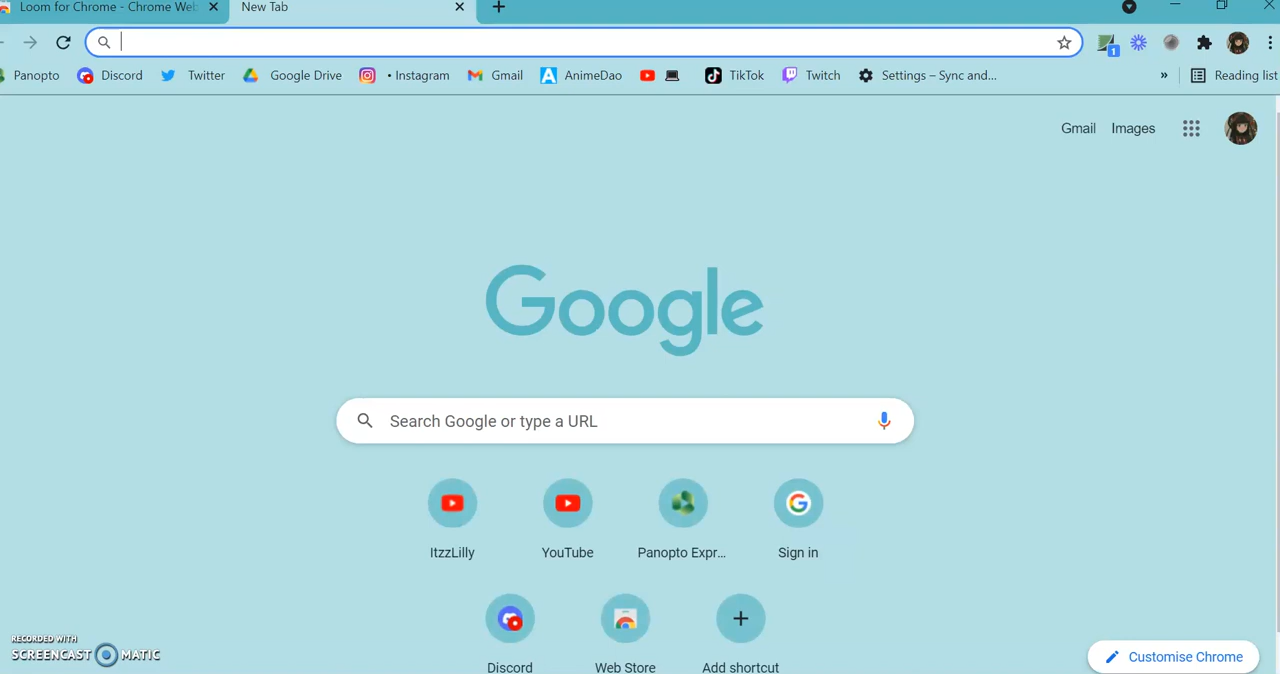 Loom for Chrome - Chrome Web
New Tab
Panopto
Discord
Twitter
Google Drive
• Instagram
Gmail
AnimeDao
TikTok
Twitch
Settings – Sync and...
»
Reading list
1
Gmail
Images
Google
Search Google or type a URL
ItzzLilly
YouTube
Panopto Expr...
Sign in
Discord
Web Store
Add shortcut
RECORDED WITH
SCREENCAST MATIC
Customise Chrome